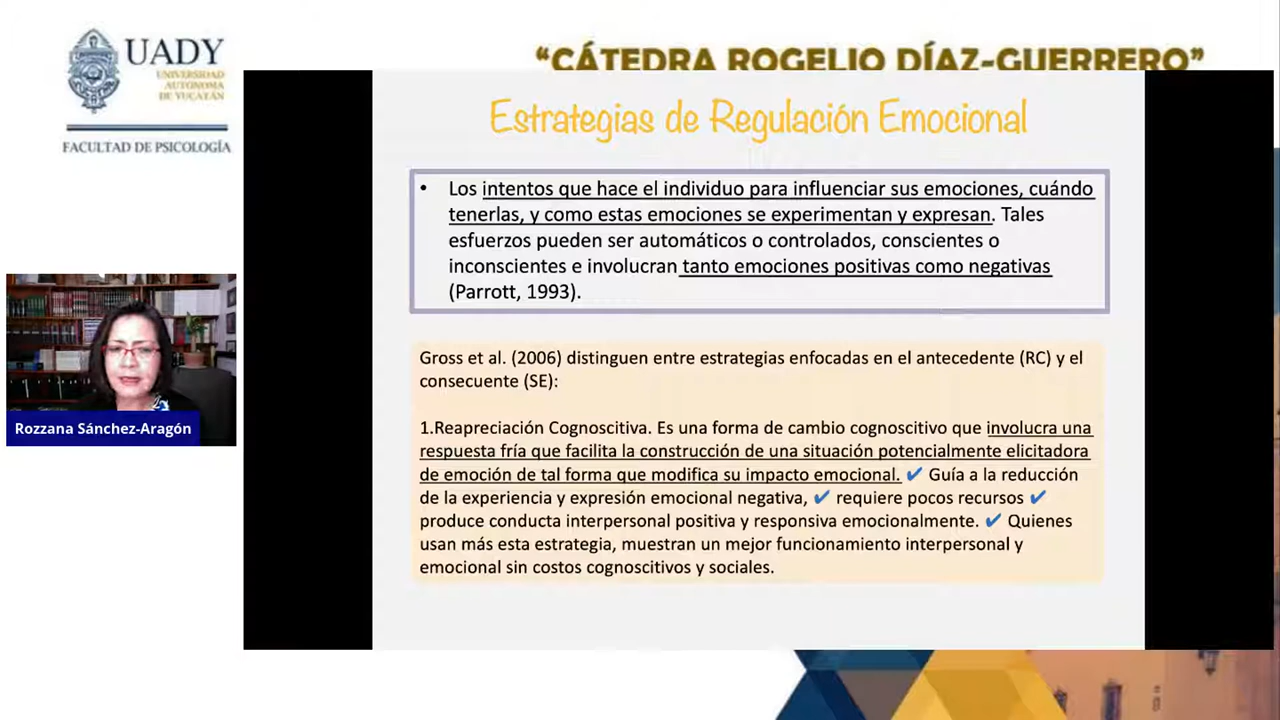 UADY
UNIVERSIDAD
AUTÓNOMA
DE YUCATÁN
FACULTAD DE PSICOLOGÍA
“CÁTEDRA ROGELIO DÍAZ-GUERRERO”
Estrategias de Regulación Emocional
• Los intentos que hace el individuo para influenciar sus emociones, cuándo
tenerlas, y como estas emociones se experimentan y expresan. Tales
esfuerzos pueden ser automáticos o controlados, conscientes o
inconscientes e involucran tanto emociones positivas como negativas
(Parrott, 1993).
Gross et al. (2006) distinguen entre estrategias enfocadas en el antecedente (RC) y el
consecuente (SE):
1.Reapreciación Cognoscitiva. Es una forma de cambio cognoscitivo que involucra una
respuesta fría que facilita la construcción de una situación potencialmente elicitadora
de emoción de tal forma que modifica su impacto emocional. ✔ Guía a la reducción
de la experiencia y expresión emocional negativa, ✔ requiere pocos recursos ✔
produce conducta interpersonal positiva y responsiva emocionalmente. ✔ Quienes
usan más esta estrategia, muestran un mejor funcionamiento interpersonal y
emocional sin costos cognoscitivos y sociales.
Rozzana Sánchez-Aragón